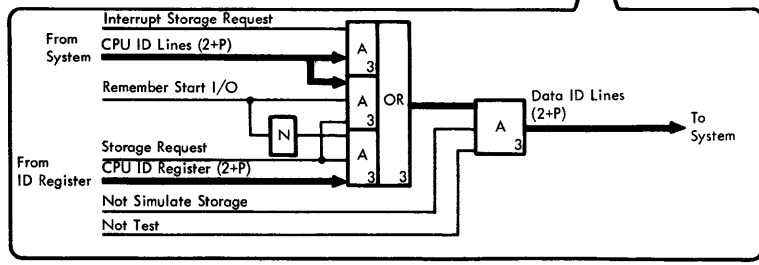 Interrupt Storage Request
From
System
CPU ID Lines (2+P)
A
3
Remember Start I/O
A
3
OR
3
N
Storage Request
From
ID Register
CPU ID Register (2+P)
A
3
Not Simulate Storage
Not Test
A
3
Data ID Lines
(2+P)
To
System